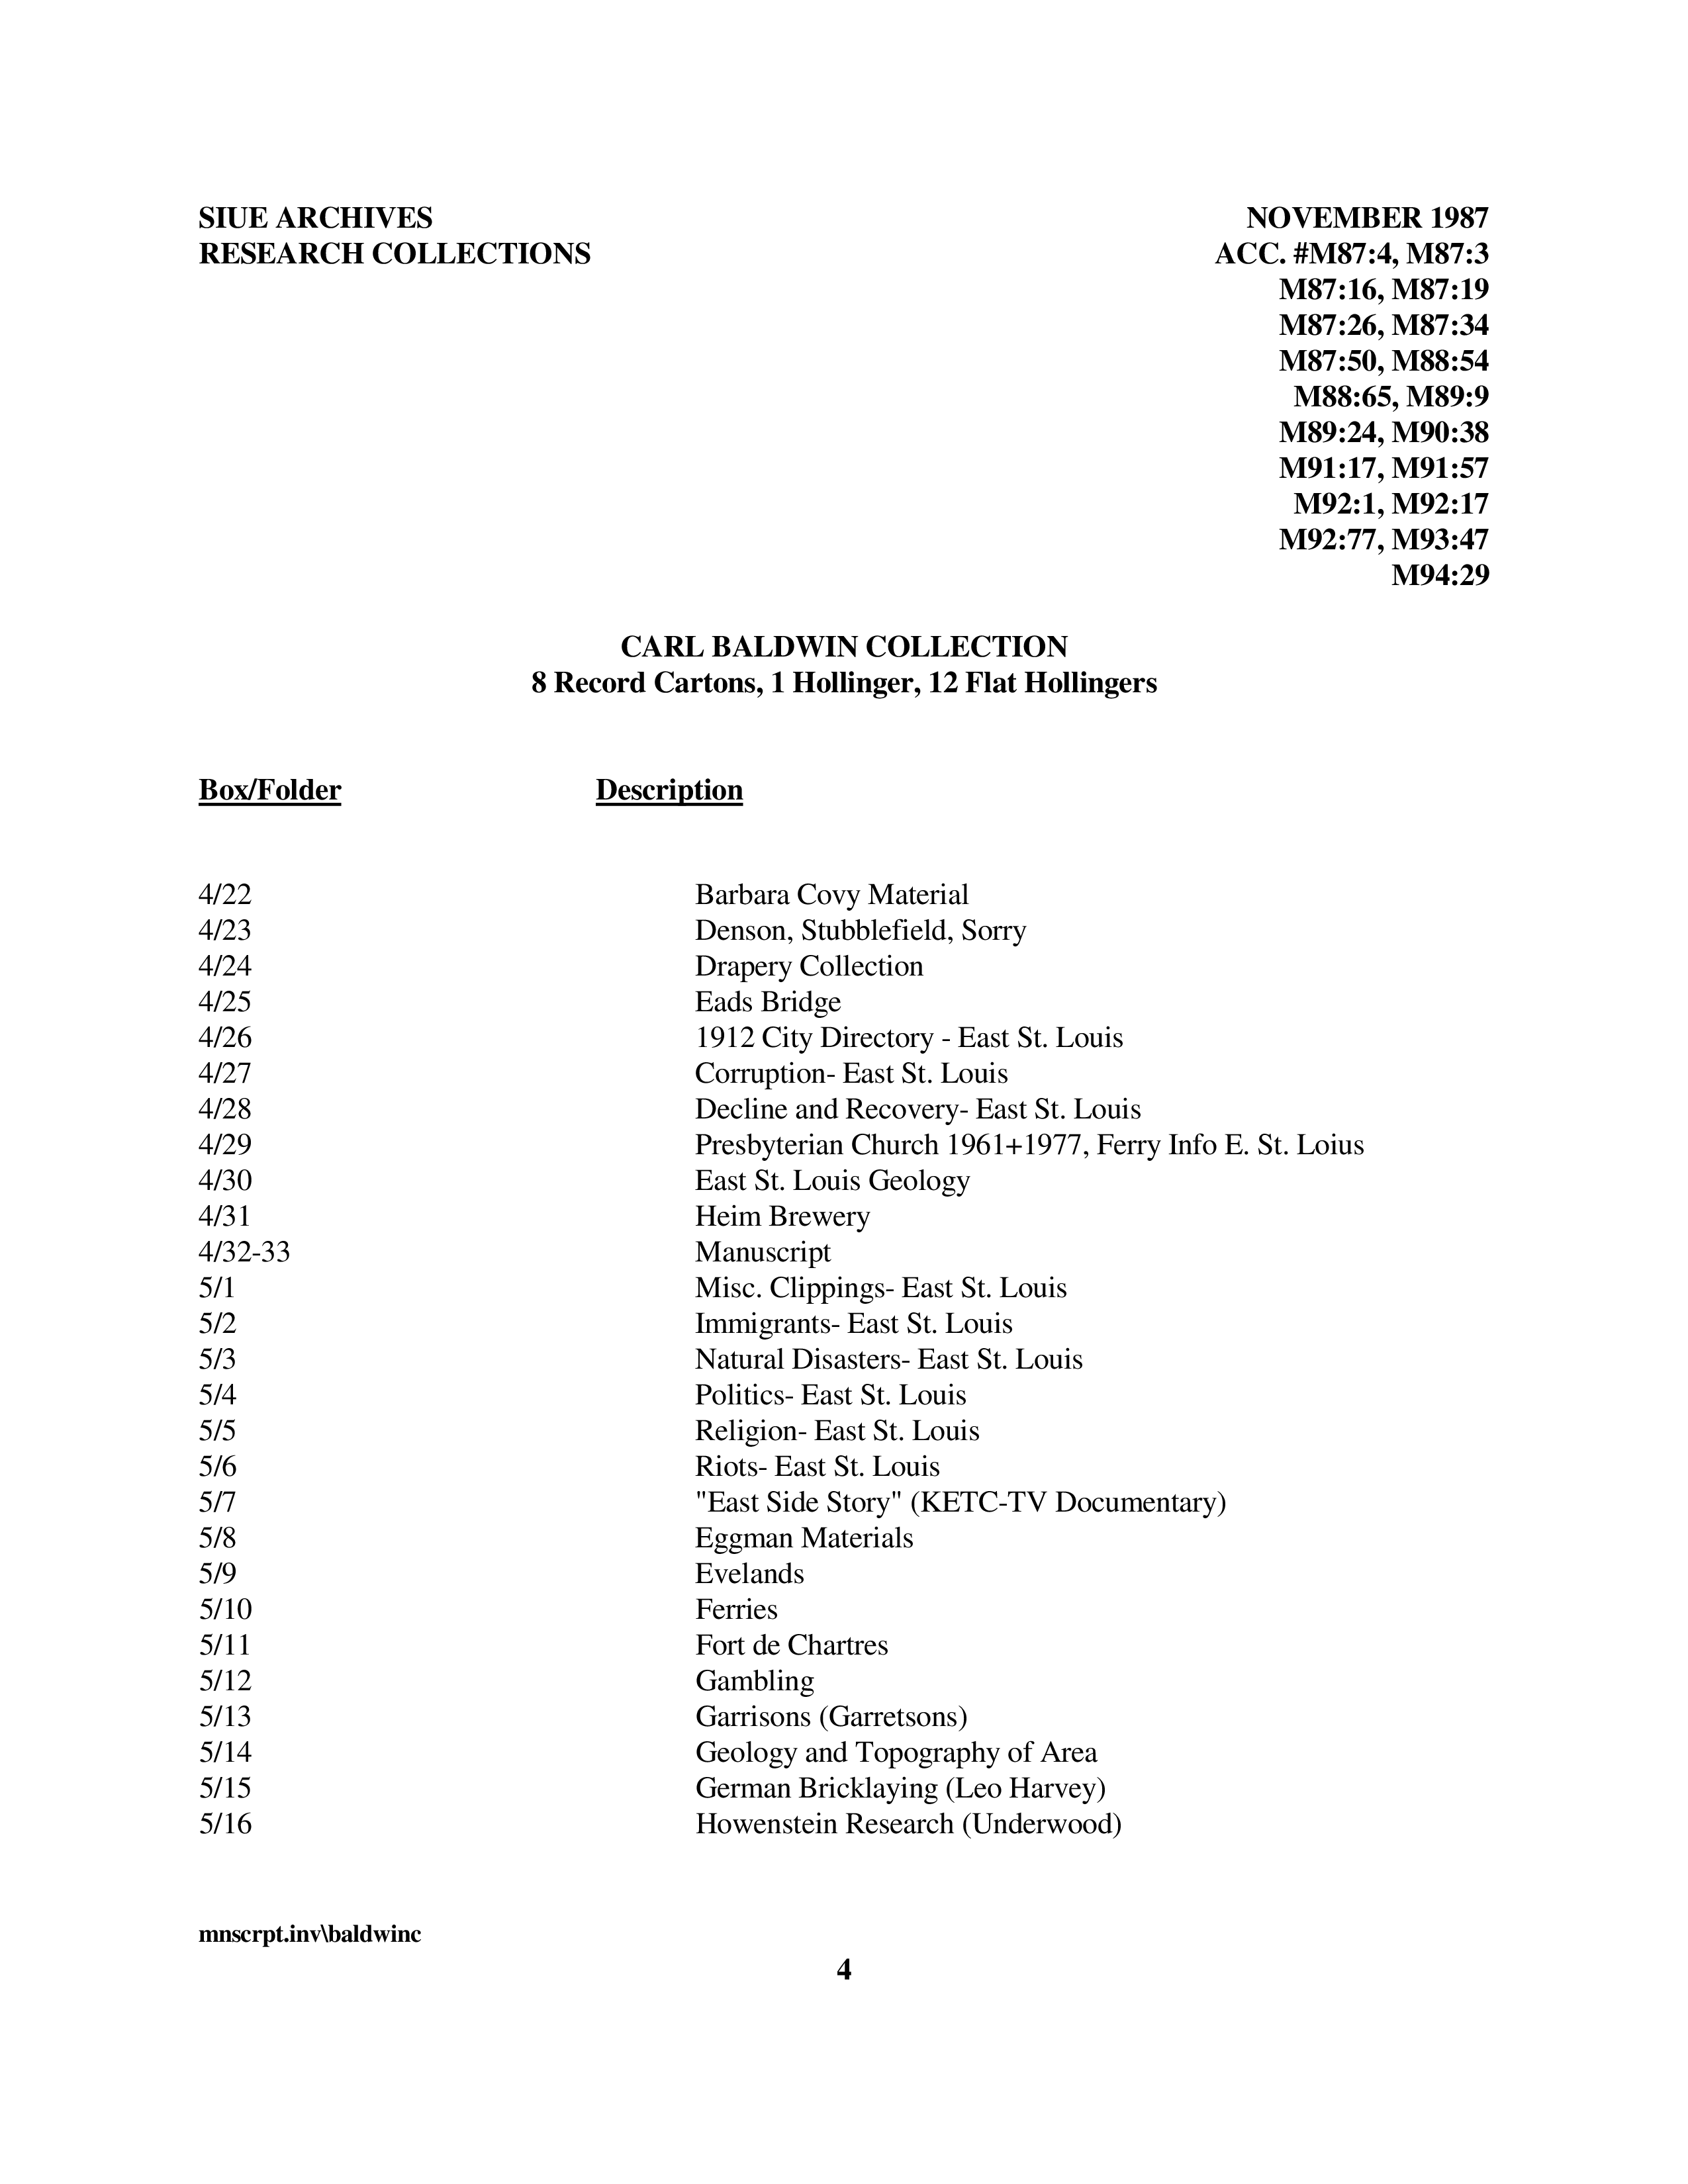 SIUE ARCHIVES NOVEMBER 1987
RESEARCH COLLECTIONS ACC. #M87:4, M87:3
M87:16, M87:19
M87:26, M87:34
M87:50, M88:54
M88:65, M89:9
M89:24, M90:38
M91:17, M91:57
M92:1, M92:17
M92:77, M93:47
M94:29
CARL BALDWIN COLLECTION
8 Record Cartons, 1 Hollinger, 12 Flat Hollingers
Box/Folder Description
4/22 Barbara Covy Material
4/23 Denson, Stubblefield, Sorry
4/24 Drapery Collection
4/25 Eads Bridge
4/26 1912 City Directory - East St. Louis
4/27 Corruption- East St. Louis
4/28 Decline and Recovery- East St. Louis
4/29 Presbyterian Church 1961+1977, Ferry Info E. St. Loius
4/30 East St. Louis Geology
4/31 Heim Brewery
4/32-33 Manuscript
5/1 Misc. Clippings- East St. Louis
5/2 Immigrants- East St. Louis
5/3 Natural Disasters- East St. Louis
5/4 Politics- East St. Louis
5/5 Religion- East St. Louis
5/6 Riots- East St. Louis
5/7 "East Side Story" (KETC-TV Documentary)
5/8 Eggman Materials
5/9 Evelands
5/10 Ferries
5/11 Fort de Chartres
5/12 Gambling
5/13 Garrisons (Garretsons)
5/14 Geology and Topography of Area
5/15 German Bricklaying (Leo Harvey)
5/16 Howenstein Research (Underwood)
mnscrpt.inv\baldwinc
4